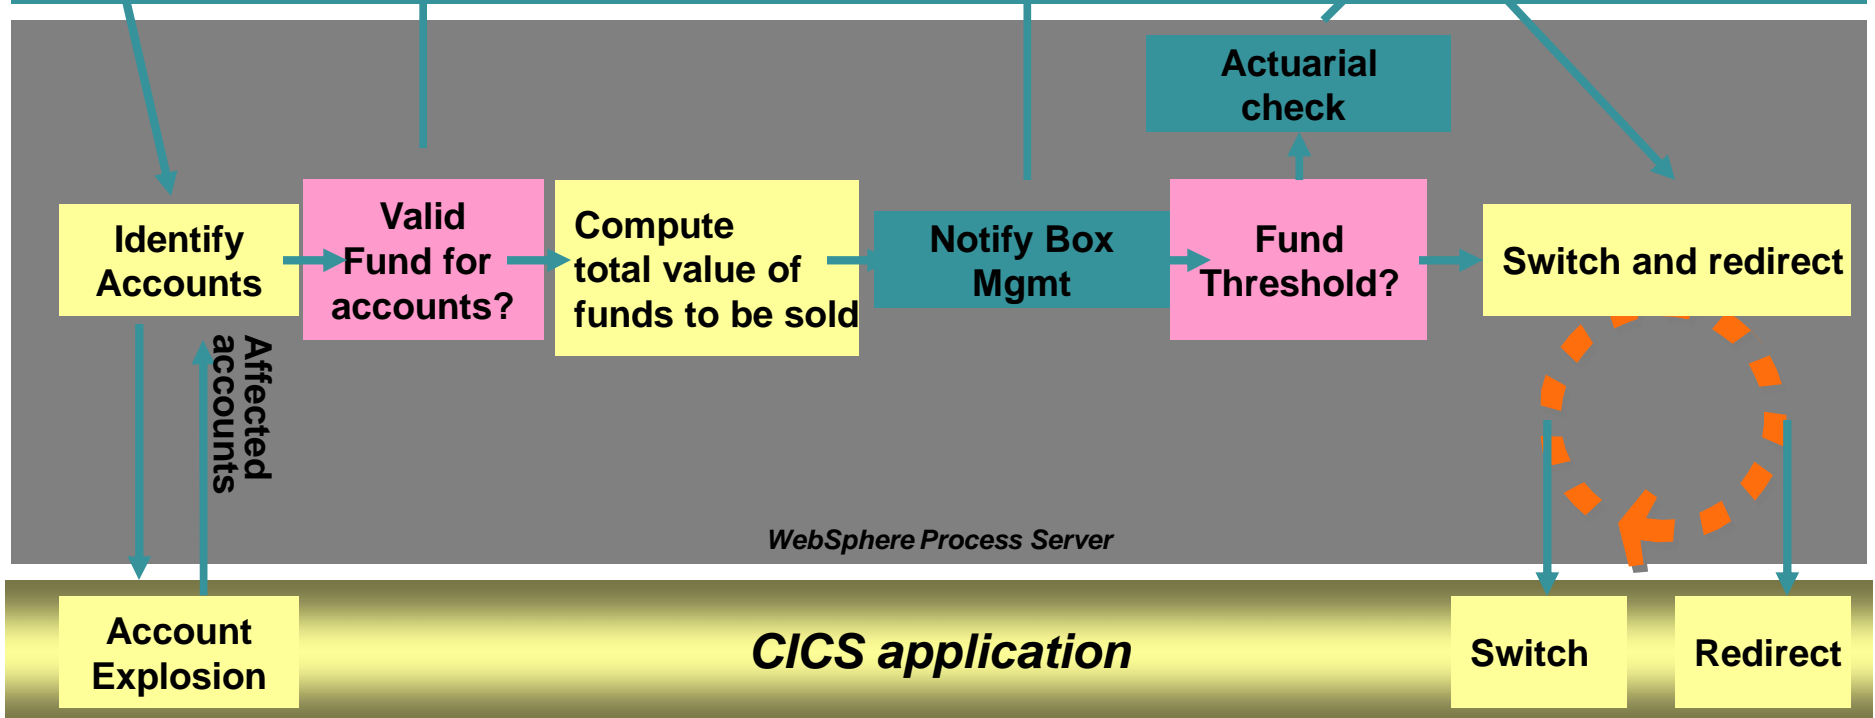 Actuarial
check
Identify
Accounts
Valid
Fund for
accounts?
Compute
total value of
funds to be sold
Notify Box
Mgmt
Fund
Threshold?
Switch and redirect
Affected
accounts
WebSphere Process Server
Account
Explosion
CICS application
Switch
Redirect